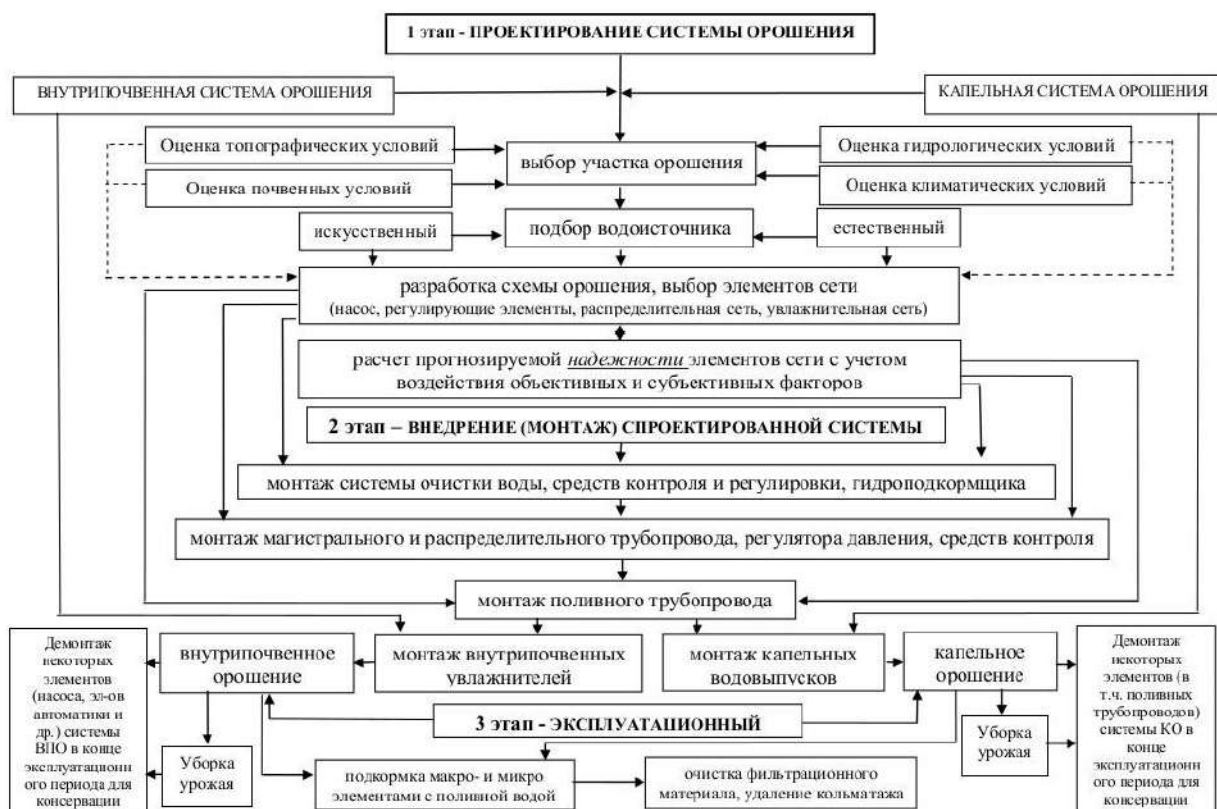 1 этап - ПРОЕКТИРОВАНИЕ СИСТЕМЫ ОРОШЕНИЯ
ВНУТРИПОЧВЕННАЯ СИСТЕМА ОРОШЕНИЯ
КАПЕЛЬНАЯ СИСТЕМА ОРОШЕНИЯ
Оценка топографических условий
выбор участка орошения
Оценка гидрологических условий
Оценка почвенных условий
Оценка климатических условий
искусственный
подбор водоисточника
естественный
разработка схемы орошения, выбор элементов сети
(насос, регулирующие элементы, распределительная сеть, увлажнительная сеть)
расчет прогнозируемой надежности элементов сети с учетом
воздействия объективных и субъективных факторов
2 этап – ВНЕДРЕНИЕ (МОНТАЖ) СПРОЕКТИРОВАННОЙ СИСТЕМЫ
монтаж системы очистки воды, средств контроля и регулировки, гидроподкормщика
монтаж магистрального и распределительного трубопровода, регулятора давления, средств контроля
монтаж поливного трубопровода
Демонтаж
некоторых
элементов
(насоса, эл-ов
автоматики и
др.) системы
ВПО в конце
эксплуатационн
ого периода для
консервации
внутрипочвенное
орошение
монтаж внутрипочвенных
увлажнителей
монтаж капельных
водовыпусков
капельное
орошение
Демонтаж
некоторых
элементов (в
т.ч. поливных
трубопроводов)
системы КО в
конце
эксплуатационн
ого периода для
консервации
3 этап - ЭКСПЛУАТАЦИОННЫЙ
Уборка
урожая
Уборка
урожая
подкормка макро- и микро
элементами с поливной водой
очистка фильтрационного
материала, удаление кольматажа